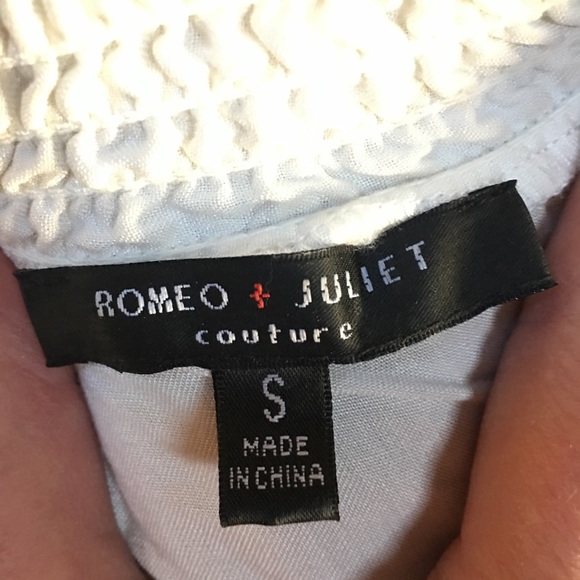 ROMEO + JULIET
couture
S
MADE
IN CHINA